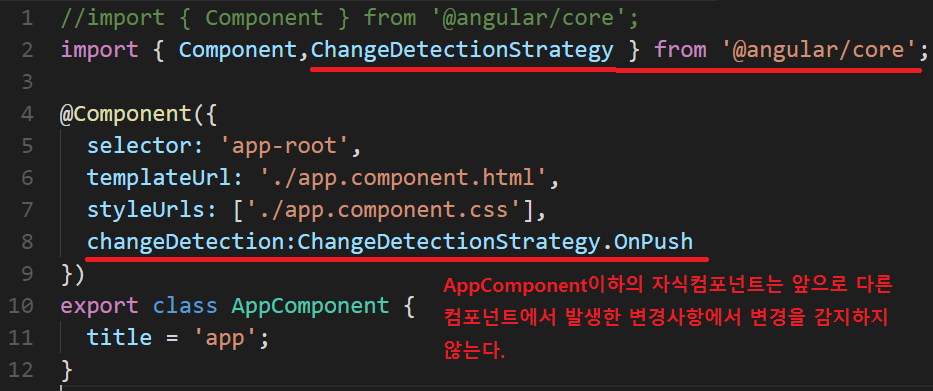 1 //import { Component } from '@angular/core';
2 import { Component,ChangeDetectionStrategy } from '@angular/core';
3
4 @Component({
5   selector: 'app-root',
6   templateUrl: './app.component.html',
7   styleUrls: ['./app.component.css'],
8   changeDetection:ChangeDetectionStrategy.OnPush
9 })
10 export class AppComponent {
11   title = 'app';
12 }
AppComponent이하의 자식컴포넌트는 앞으로 다른
컴포넌트에서 발생한 변경사항에서 변경을 감지하지
않는다.